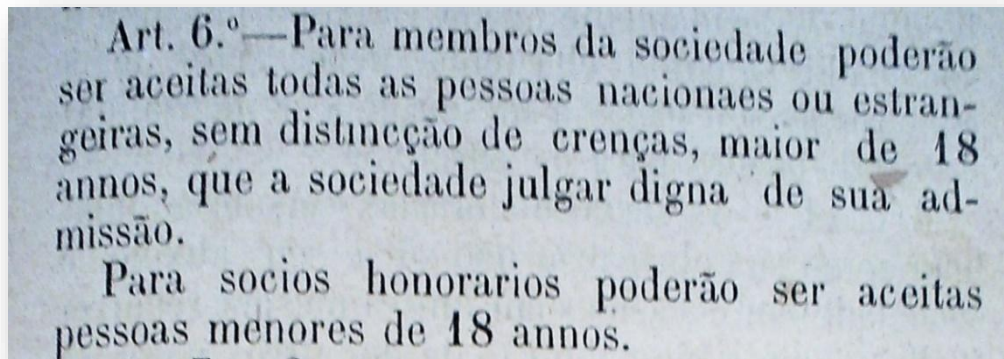 Art. 6.º—Para membros da sociedade poderão
ser aceitas todas as pessoas nacionaes ou estran-
geiras, sem distincção de crenças, maior de 18
annos, que a sociedade julgar digna de sua ad-
missão.
Para socios honorarios poderão ser aceitas
pessoas menores de 18 annos.